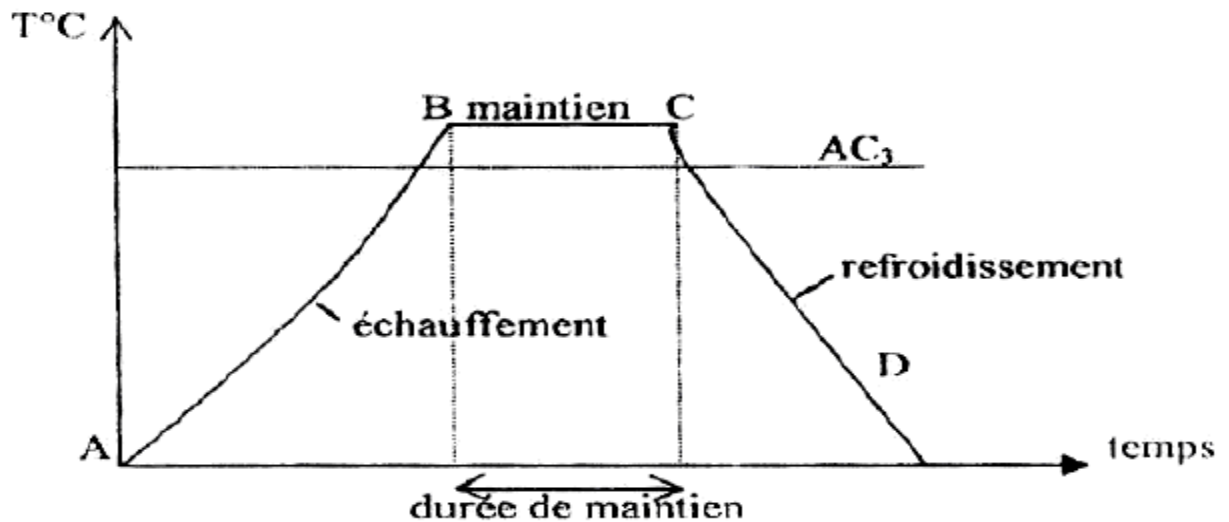 T°C
B maintien C
AC₃
refroidissement
échauffement
D
A
temps
durée de maintien